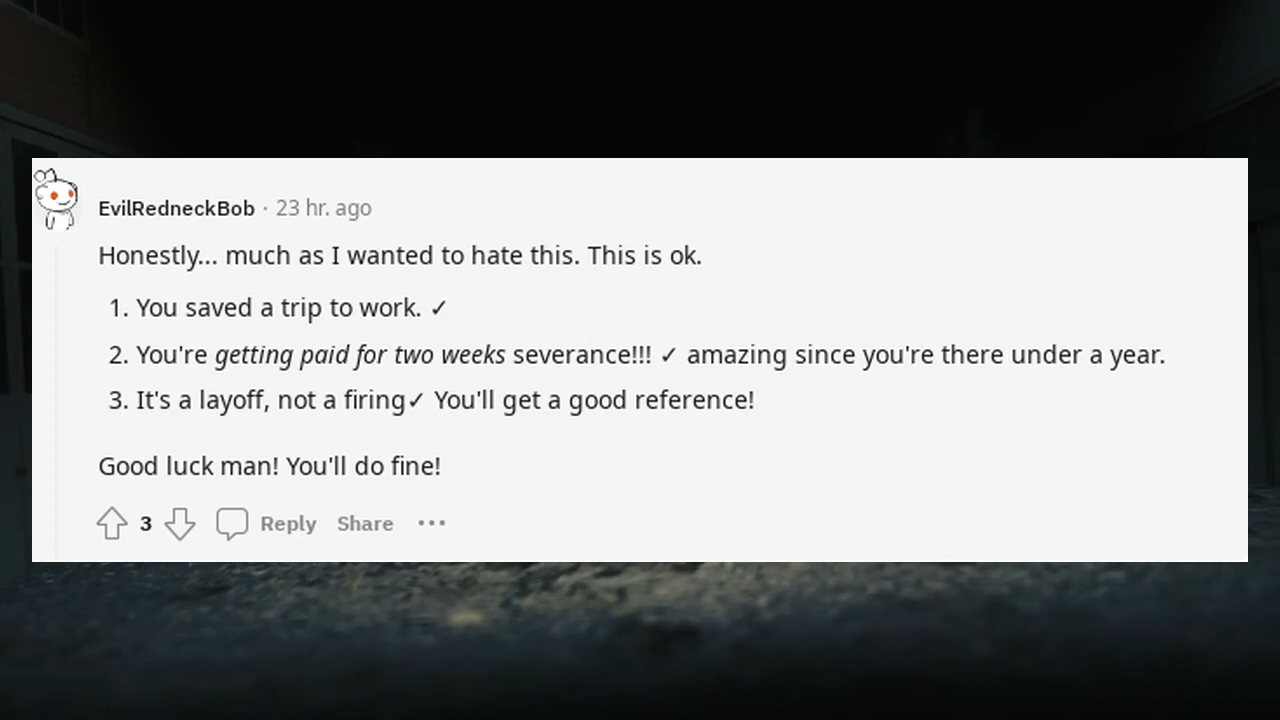 EvilRedneckBob · 23 hr. ago
Honestly... much as I wanted to hate this. This is ok.
1. You saved a trip to work. ✓
2. You're getting paid for two weeks severance!!! ✓ amazing since you're there under a year.
3. It's a layoff, not a firing✓ You'll get a good reference!
Good luck man! You'll do fine!
3 Reply Share •••